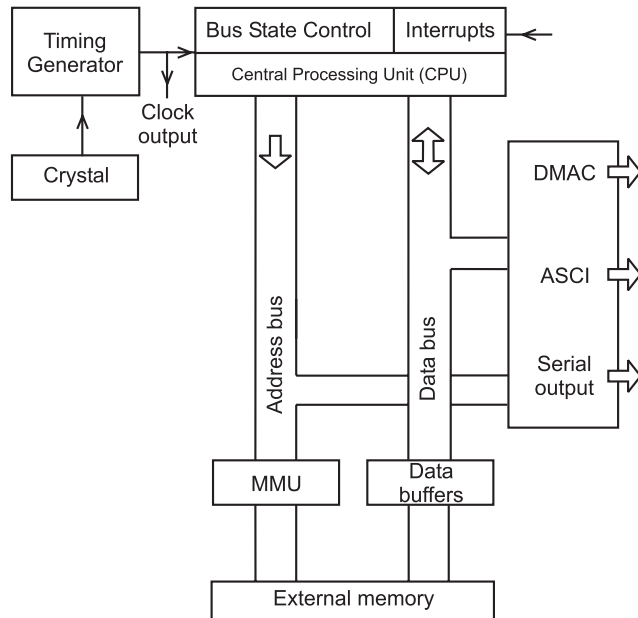 Timing
Generator
Bus State Control
Interrupts
Central Processing Unit (CPU)
Clock
output
Crystal
DMAC
ASCI
Serial
output
Address bus
Data bus
MMU
Data
buffers
External memory